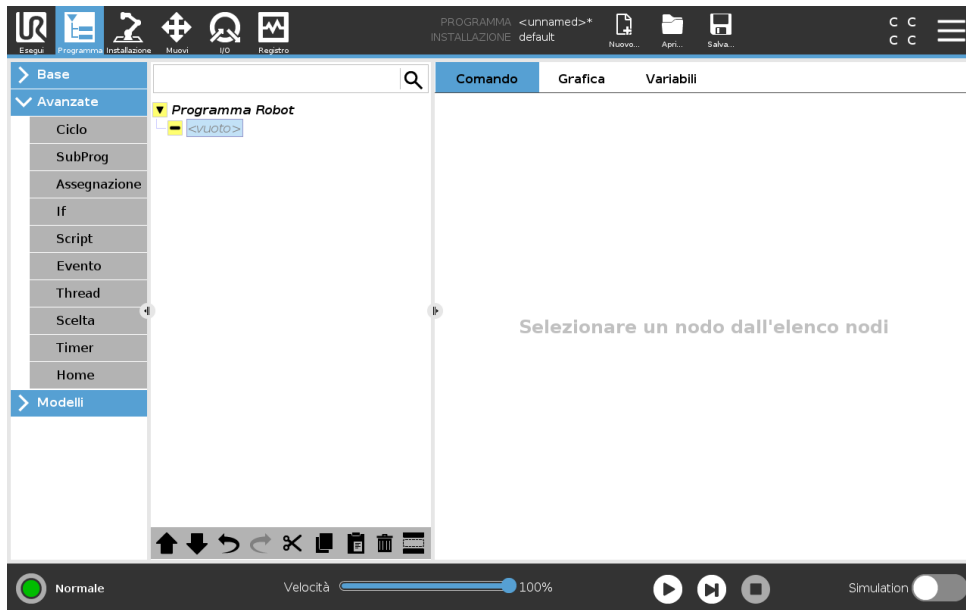 UR
Esegui
Programma
Installazione
Muovi
I/O
Registro
PROGRAMMA <unnamed>*
INSTALLAZIONE default
Nuovo...
Apri...
Salva...
C C
C C
Base
Avanzate
Ciclo
SubProg
Assegnazione
If
Script
Evento
Thread
Scelta
Timer
Home
Modelli
Programma Robot
<vuoto>
Comando
Grafica
Variabili
Selezionare un nodo dall'elenco nodi
Normale
Velocità
100%
Simulation